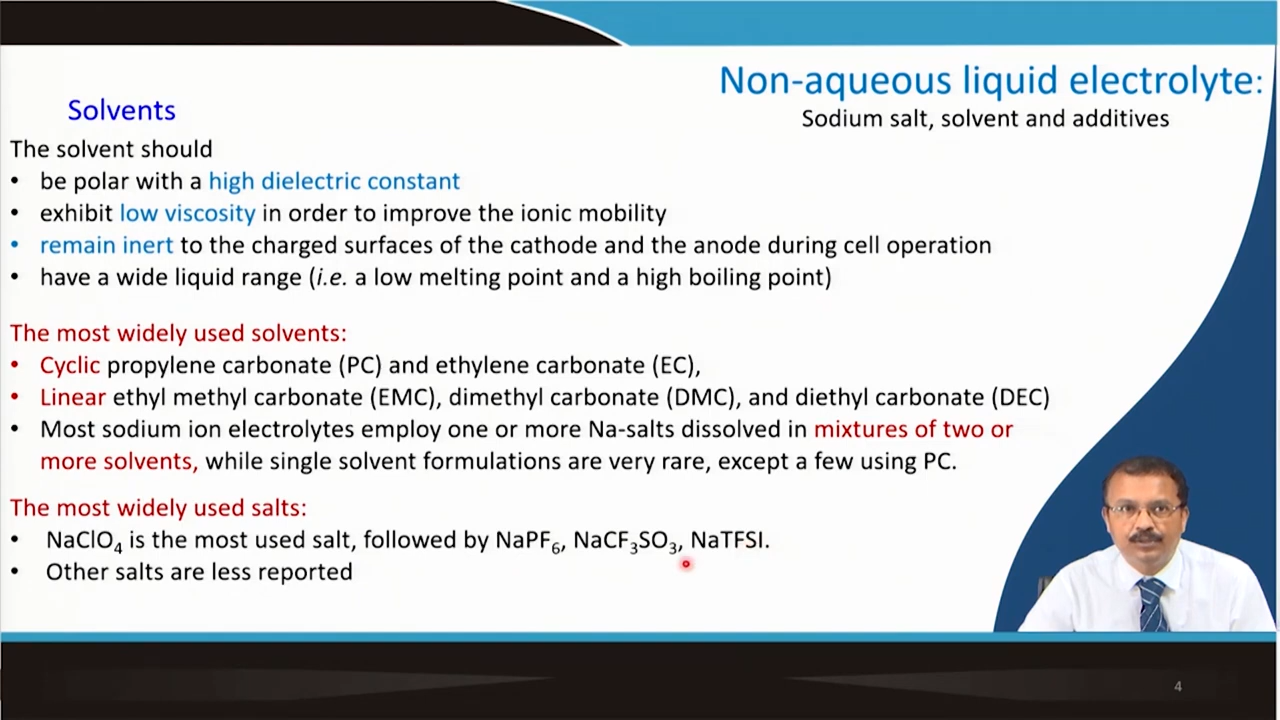 Non-aqueous liquid electrolyte:
Sodium salt, solvent and additives
Solvents
The solvent should
• be polar with a high dielectric constant
• exhibit low viscosity in order to improve the ionic mobility
• remain inert to the charged surfaces of the cathode and the anode during cell operation
• have a wide liquid range (i.e. a low melting point and a high boiling point)
The most widely used solvents:
• Cyclic propylene carbonate (PC) and ethylene carbonate (EC),
• Linear ethyl methyl carbonate (EMC), dimethyl carbonate (DMC), and diethyl carbonate (DEC)
• Most sodium ion electrolytes employ one or more Na-salts dissolved in mixtures of two or
more solvents, while single solvent formulations are very rare, except a few using PC.
The most widely used salts:
• NaClO₄ is the most used salt, followed by NaPF₆, NaCF₃SO₃, NaTFSI.
• Other salts are less reported
4